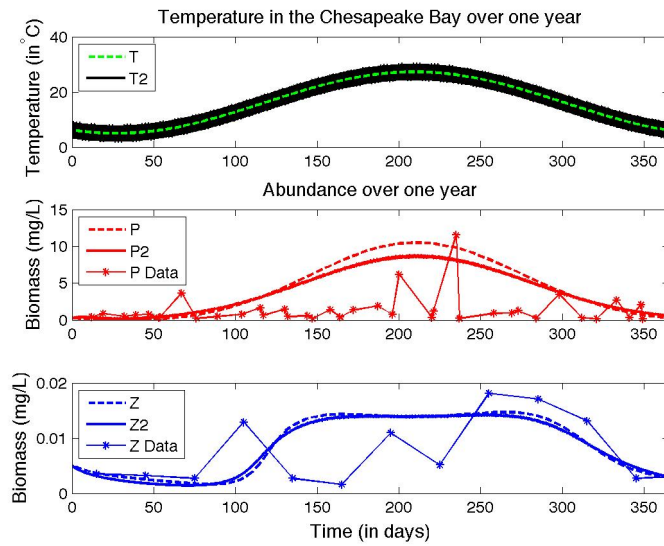 Temperature in the Chesapeake Bay over one year
Temperature (in°C)
40
20
0
T
T2
0 50 100 150 200 250 300 350
Abundance over one year
Biomass (mg/L)
15
10
5
0
P
P2
P Data
0 50 100 150 200 250 300 350
Biomass (mg/L)
0.02
0.01
0
Z
Z2
Z Data
0 50 100 150 200 250 300 350
Time (in days)